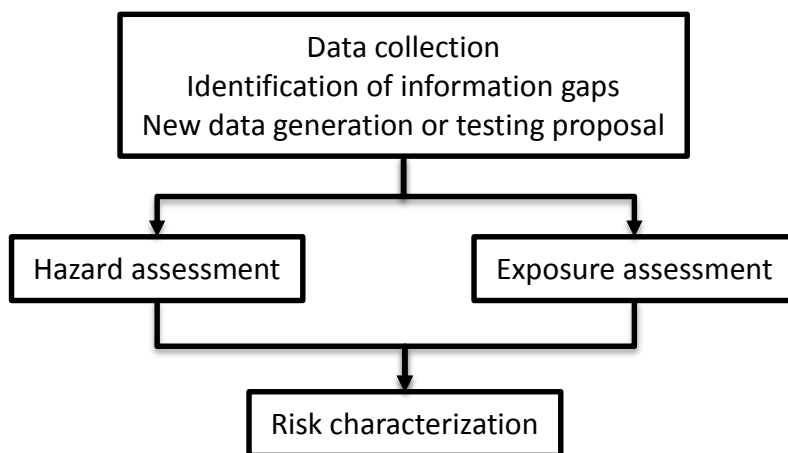 Data collection
Identification of information gaps
New data generation or testing proposal
Hazard assessment
Exposure assessment
Risk characterization